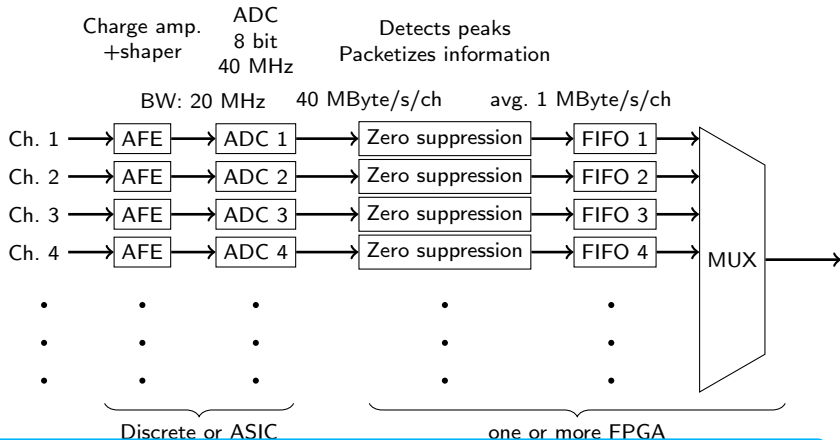 Charge amp.
+shaper
ADC
8 bit
40 MHz
Detects peaks
Packetizes information
BW: 20 MHz
40 MByte/s/ch
avg. 1 MByte/s/ch
Ch. 1 AFE ADC 1 Zero suppression FIFO 1
Ch. 2 AFE ADC 2 Zero suppression FIFO 2
Ch. 3 AFE ADC 3 Zero suppression FIFO 3
Ch. 4 AFE ADC 4 Zero suppression FIFO 4
MUX
Discrete or ASIC
one or more FPGA